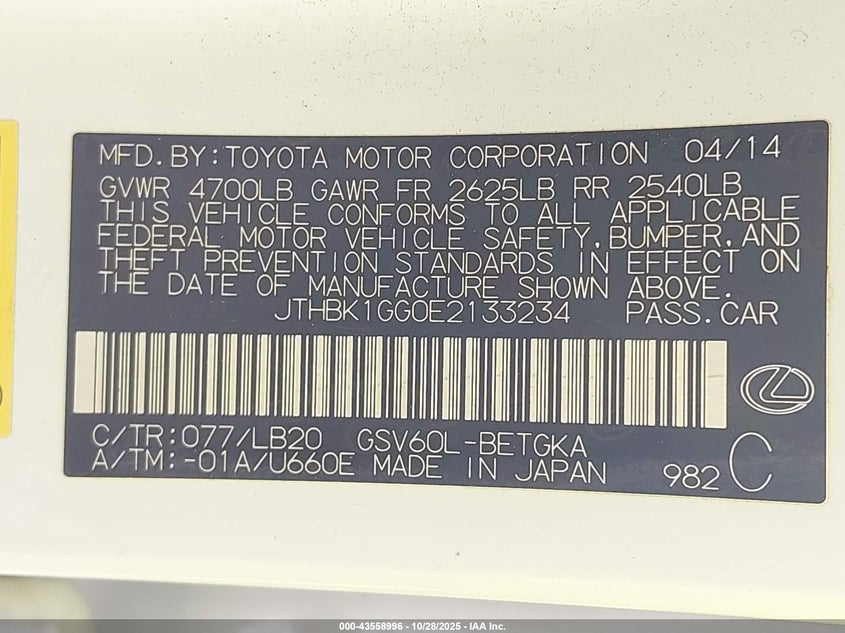 MFD.BY:TOYOTA MOTOR CORPORATION 04/14
GVWR 4700LB GAWR FR 2625LB RR 2540LB
THIS VEHICLE CONFORMS TO ALL APPLICABLE
FEDERAL MOTOR VEHICLE SAFETY,BUMPER,AND
THEFT PREVENTION STANDARDS IN EFFECT ON
THE DATE OF MANUFACTURE SHOWN ABOVE.
JTHBK1GG0E2133234 PASS.CAR
C/TR:077/LB20 GSV60L-BETGKA
A/TM:-01A/U660E MADE IN JAPAN 982 C
000-43558996 - 10/28/2025 - IAA Inc.